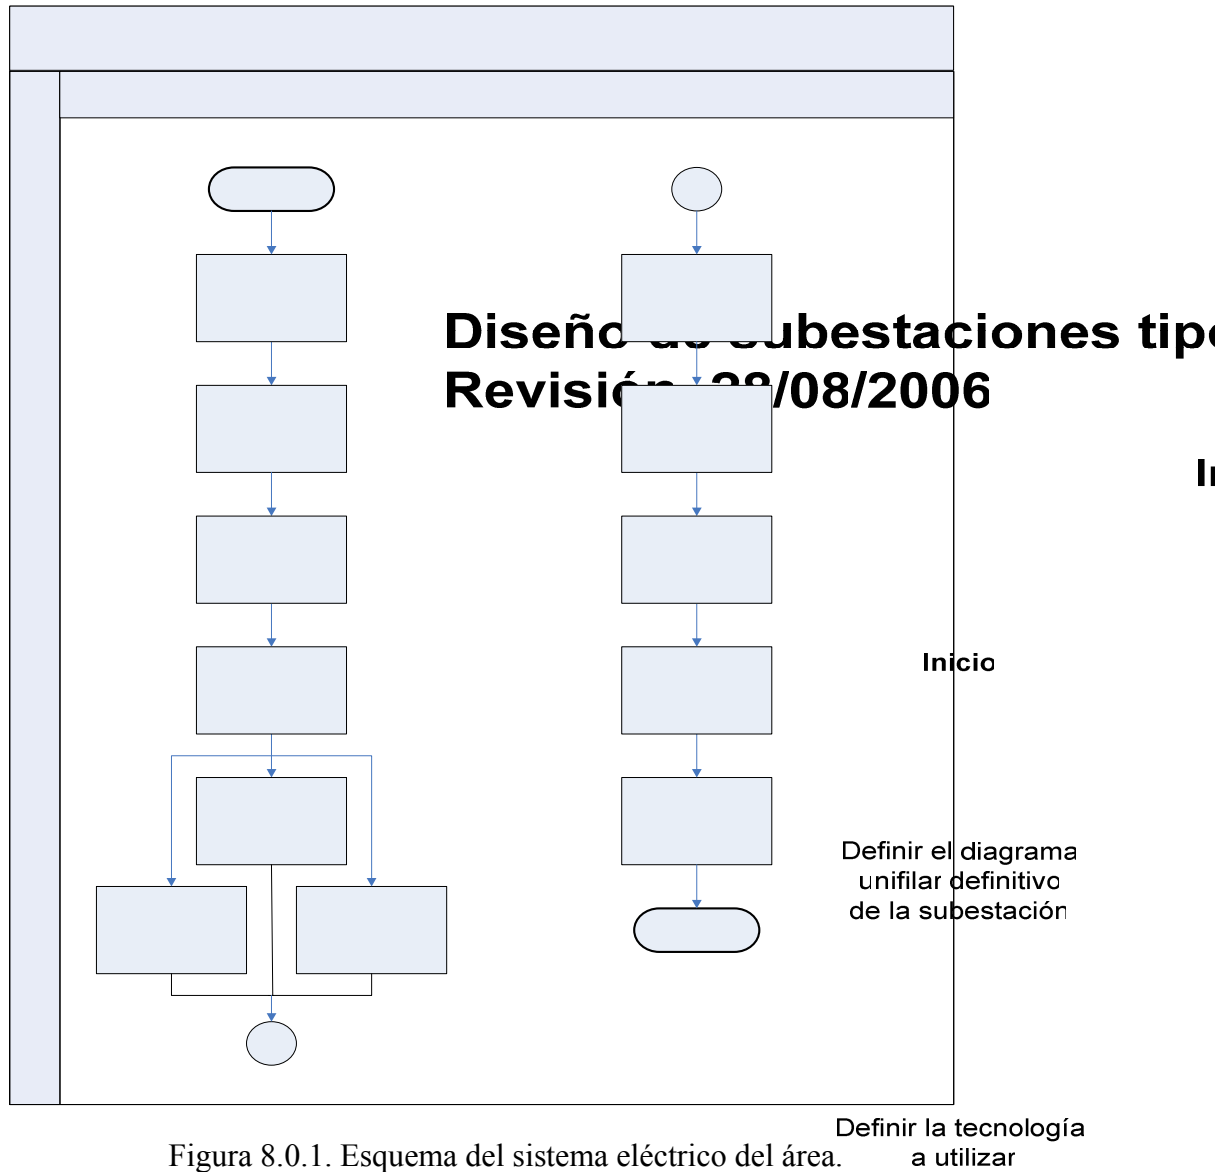 Diseño de subestaciones
Revisión 28/08/2006
Inicio
Definir el diagrama
unifilar definitivo
de la subestación
Definir la tecnología
a utilizar
Figura 8.0.1. Esquema del sistema eléctrico del área.